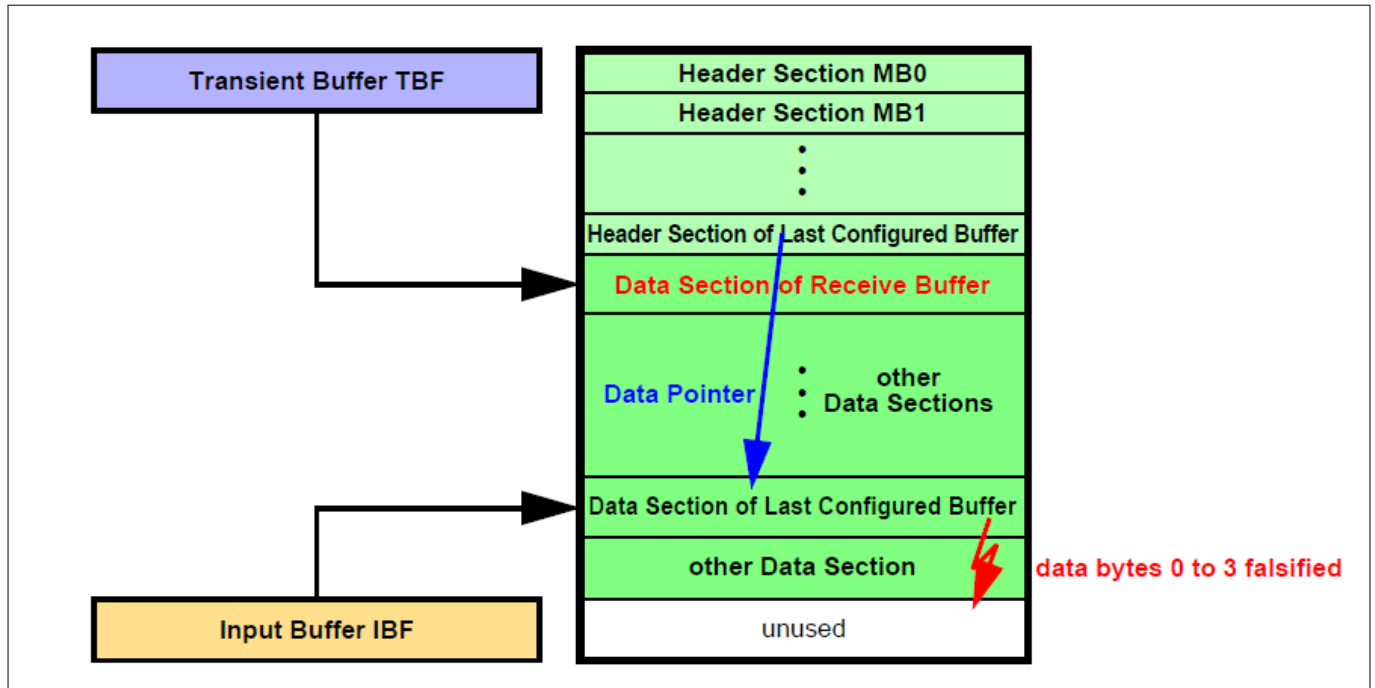 Transient Buffer TBF
Header Section MB0
Header Section MB1
Header Section of Last Configured Buffer
Data Section of Receive Buffer
Data Pointer
other
Data Sections
Data Section of Last Configured Buffer
other Data Section
data bytes 0 to 3 falsified
Input Buffer IBF
unused